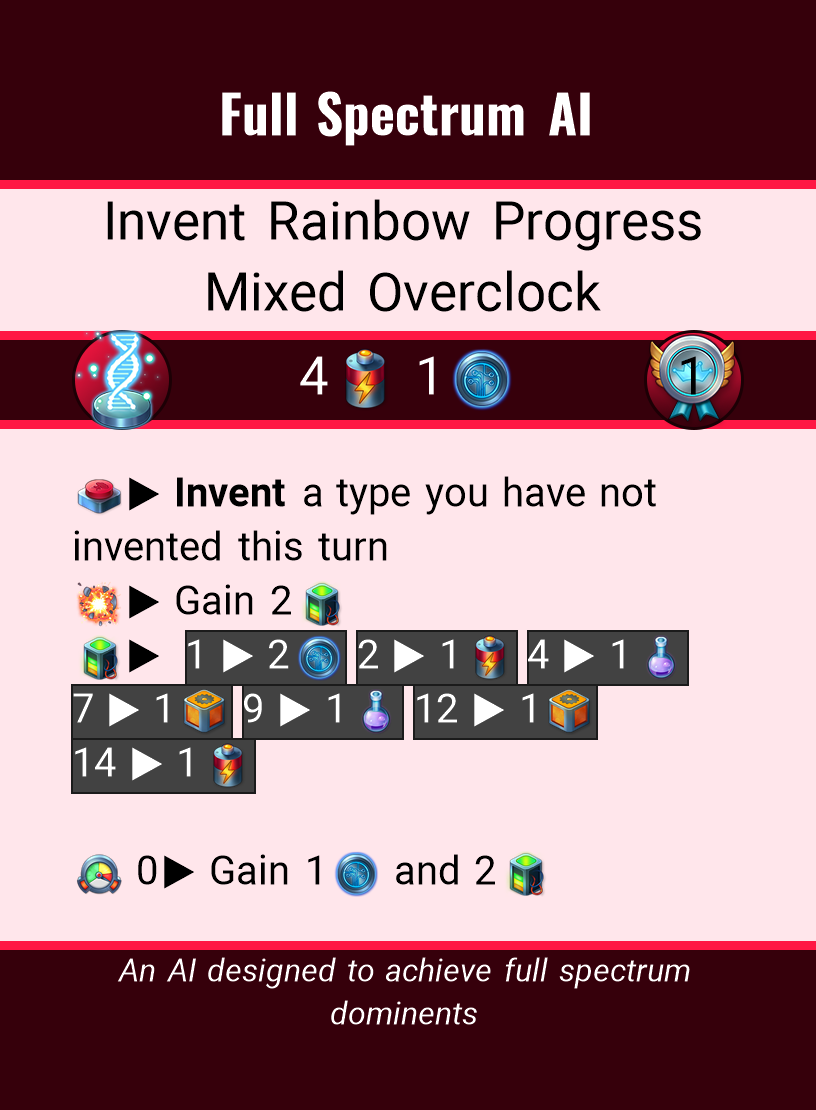 Full Spectrum AI
Invent Rainbow Progress
Mixed Overclock
4 1 1
▶ Invent a type you have not
invented this turn
▶ Gain 2
▶ 1 ▶ 2 2 ▶ 1 4 ▶ 1
7 ▶ 1 9 ▶ 1 12 ▶ 1
14 ▶ 1
0▶ Gain 1 and 2
An AI designed to achieve full spectrum
dominents